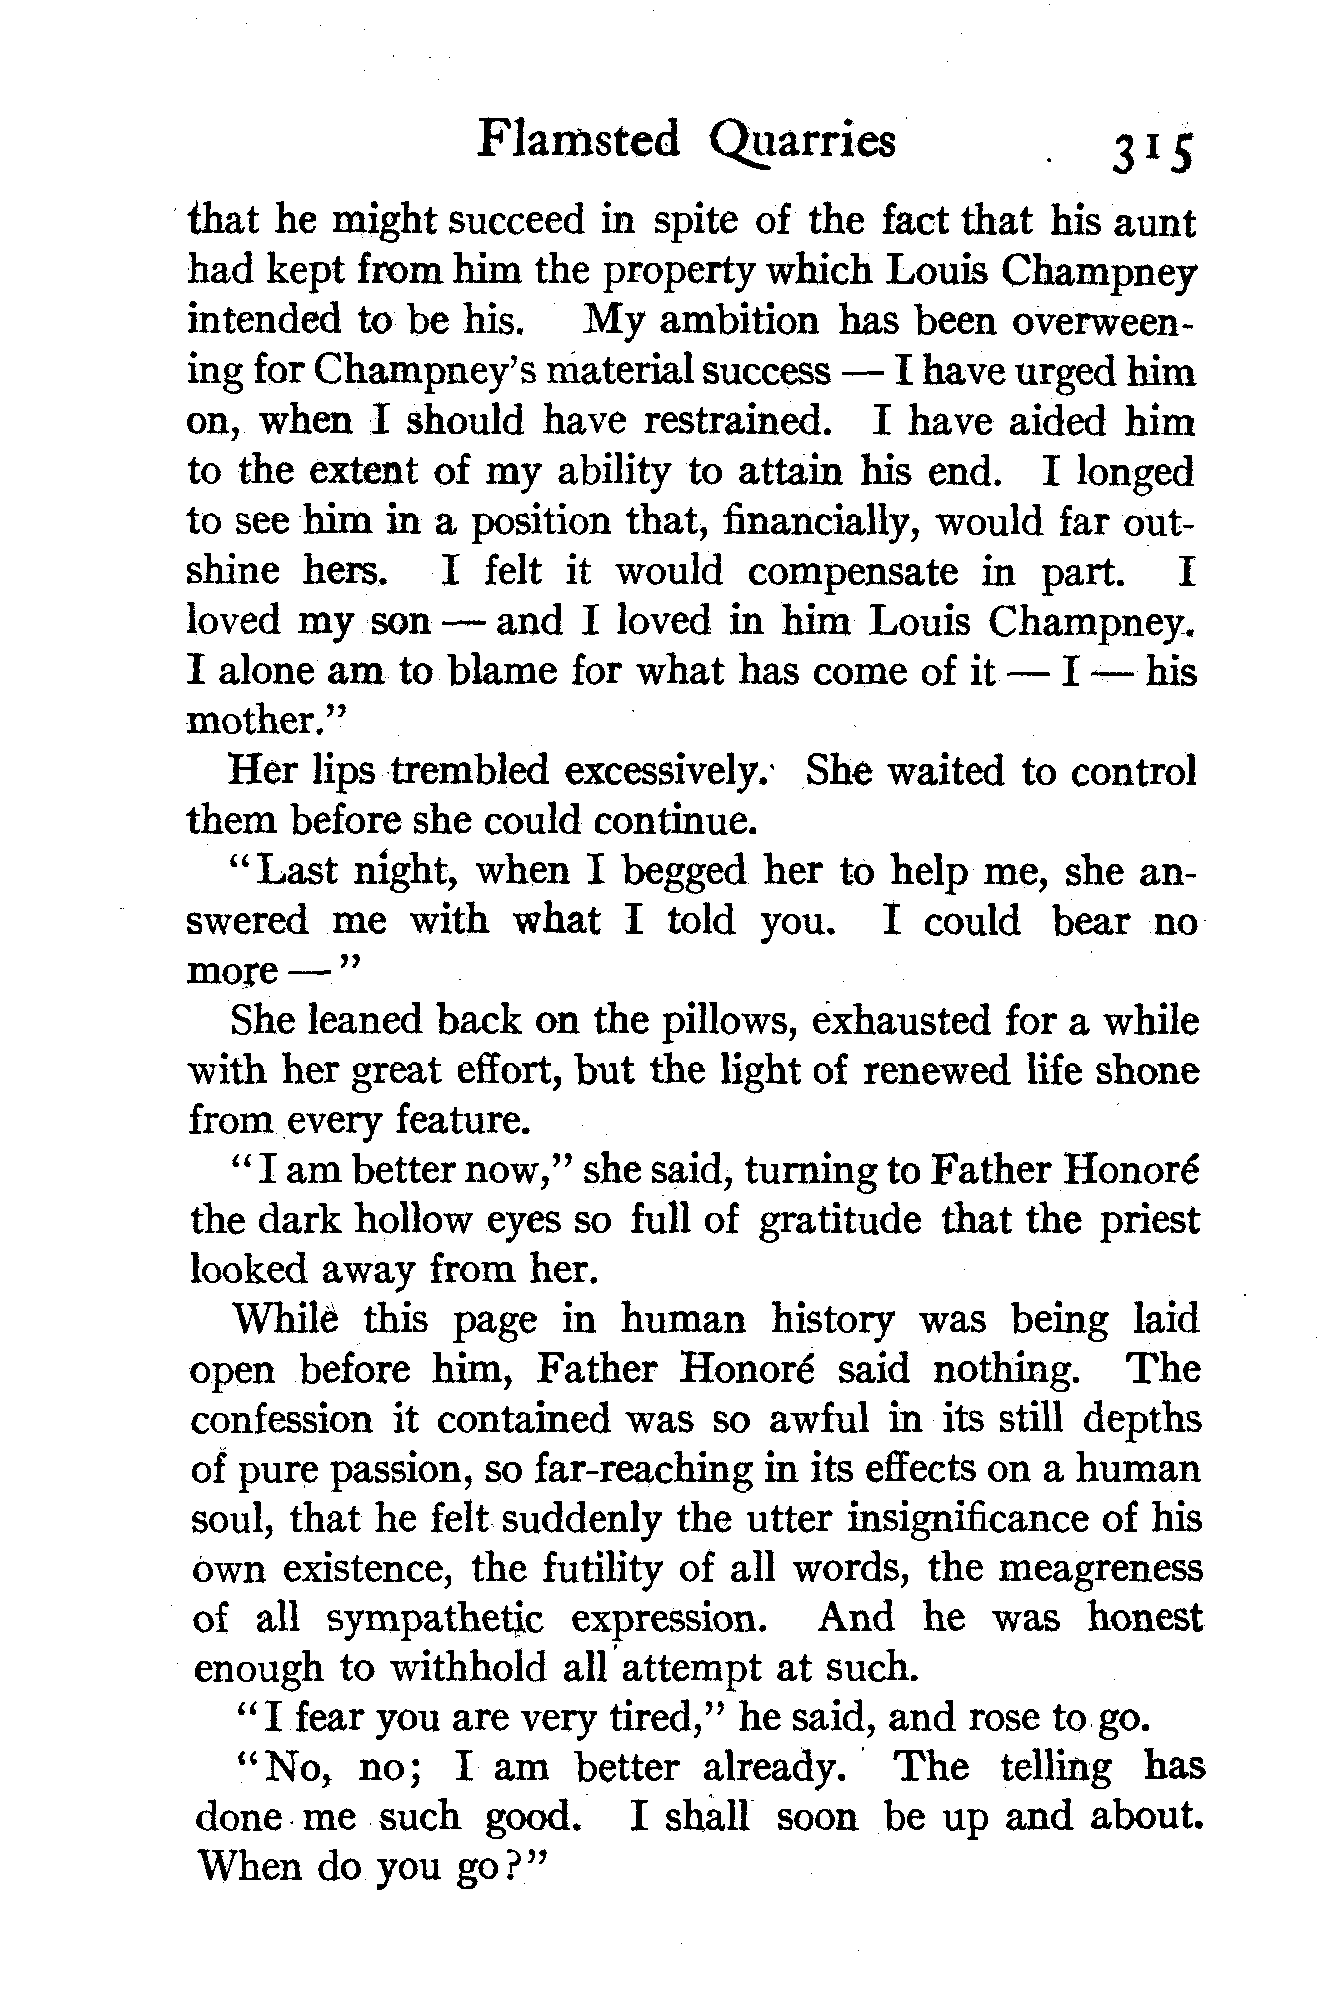 Flamsted Quarries 315
that he might succeed in spite of the fact that his aunt
had kept from him the property which Louis Champney
intended to be his. My ambition has been overween-
ing for Champney's material success — I have urged him
on, when I should have restrained. I have aided him
to the extent of my ability to attain his end. I longed
to see him in a position that, financially, would far out-
shine hers. I felt it would compensate in part. I
loved my son — and I loved in him Louis Champney.
I alone am to blame for what has come of it — I — his
mother."
Her lips trembled excessively. She waited to control
them before she could continue.
"Last night, when I begged her to help me, she an-
swered me with what I told you. I could bear no
more — "
She leaned back on the pillows, exhausted for a while
with her great effort, but the light of renewed life shone
from every feature.
"I am better now," she said, turning to Father Honoré
the dark hollow eyes so full of gratitude that the priest
looked away from her.
While this page in human history was being laid
open before him, Father Honoré said nothing. The
confession it contained was so awful in its still depths
of pure passion, so far-reaching in its effects on a human
soul, that he felt suddenly the utter insignificance of his
own existence, the futility of all words, the meagreness
of all sympathetic expression. And he was honest
enough to withhold all attempt at such.
"I fear you are very tired," he said, and rose to go.
"No, no; I am better already. The telling has
done me such good. I shall soon be up and about.
When do you go?"